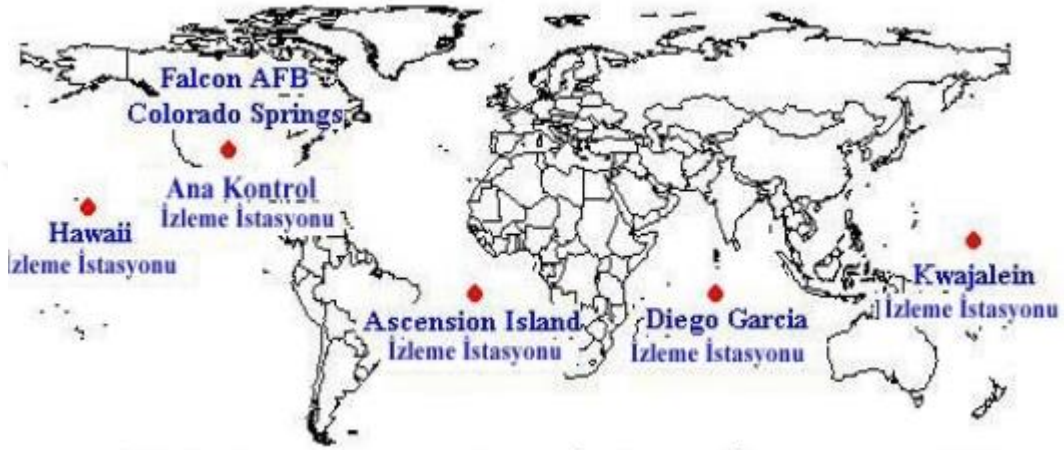 Falcon AFB
Colorado Springs
Ana Kontrol
İzleme İstasyonu
Hawaii
zleme İstasyonu
Ascension Island
İzleme İstasyonu
Diego Garcia
İzleme İstasyonu
Kwajalein
İzleme İstasyonu